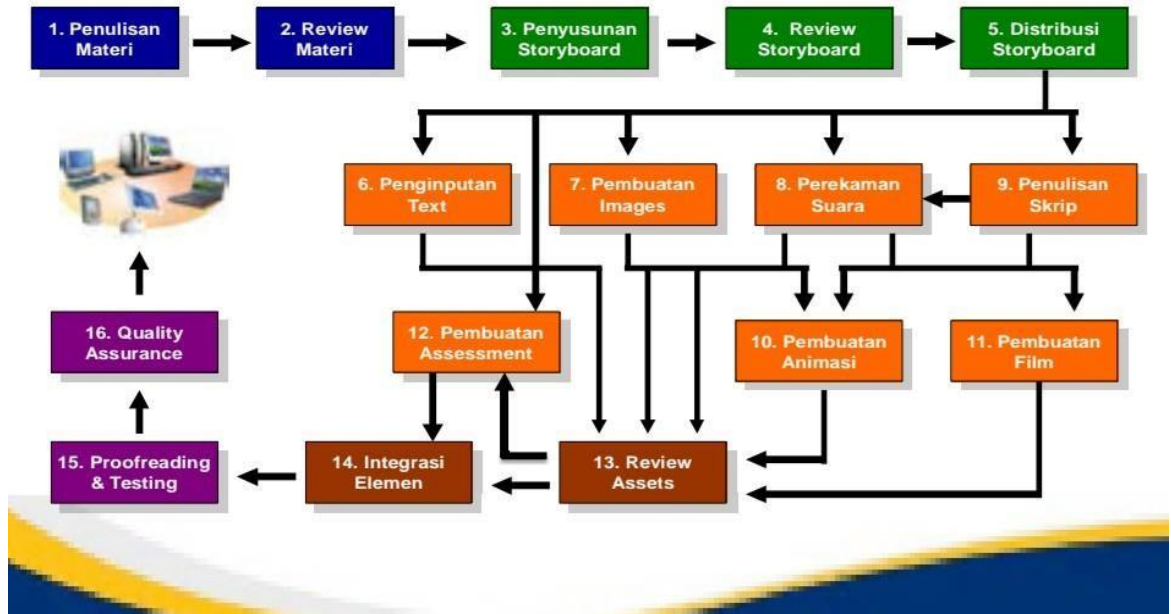 1. Penulisan
Materi
2. Review
Materi
3. Penyusunan
Storyboard
4. Review
Storyboard
5. Distribusi
Storyboard
6. Penginputan
Text
7. Pembuatan
Images
8. Perekaman
Suara
9. Penulisan
Skrip
10. Pembuatan
Animasi
11. Pembuatan
Film
12. Pembuatan
Assessment
13. Review
Assets
14. Integrasi
Elemen
15. Proofreading
& Testing
16. Quality
Assurance